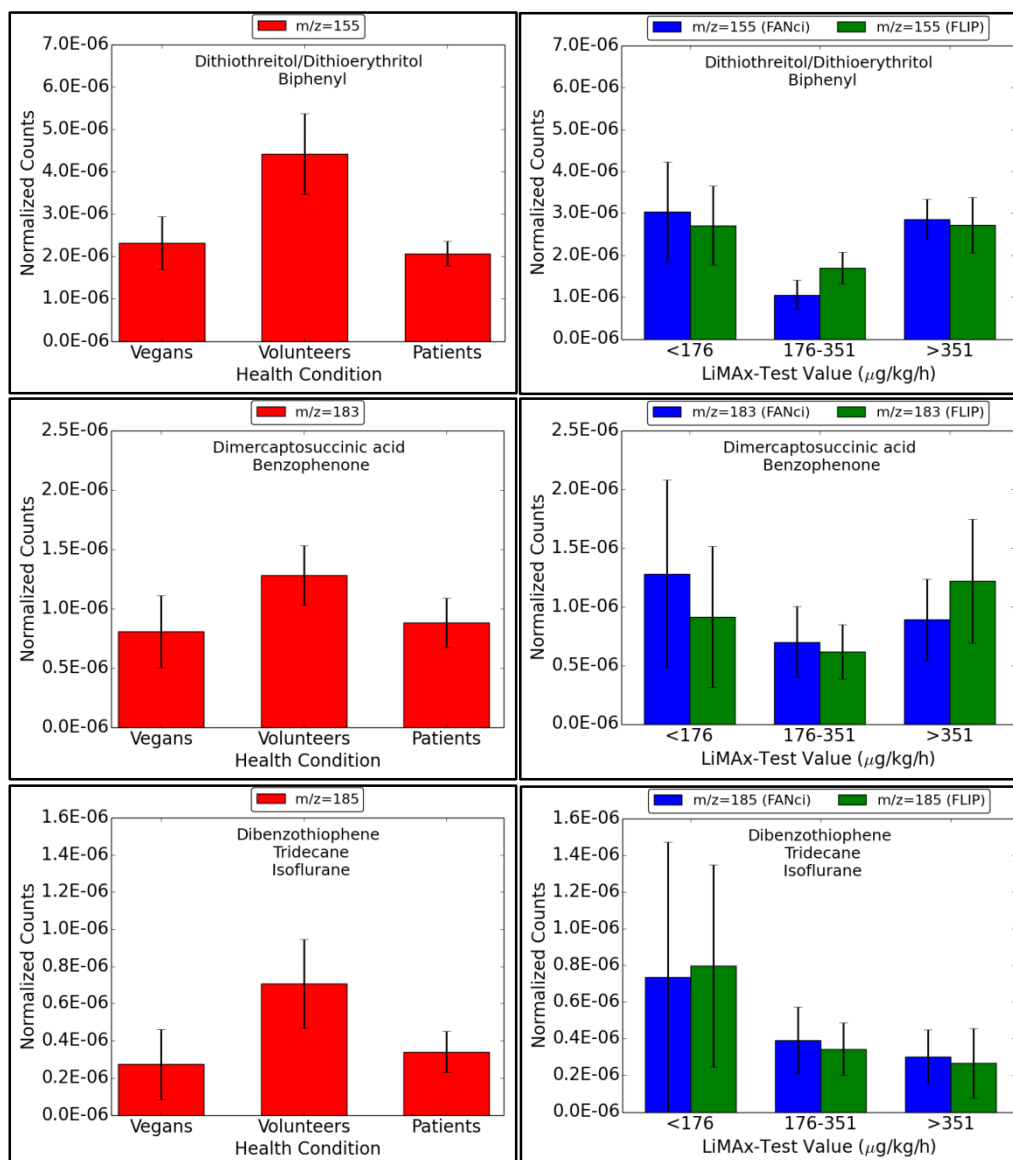 m/z=155
7.0E-06
6.0E-06
5.0E-06
4.0E-06
3.0E-06
2.0E-06
1.0E-06
0.0E-06
Normalized Counts
Dithiothreitol/Dithioerythritol
Biphenyl
Vegans Volunteers Patients
Health Condition
m/z=155 (FANci) m/z=155 (FLIP)
7.0E-06
6.0E-06
5.0E-06
4.0E-06
3.0E-06
2.0E-06
1.0E-06
0.0E-06
Normalized Counts
Dithiothreitol/Dithioerythritol
Biphenyl
<176 176-351 >351
LiMAx-Test Value (μg/kg/h)
m/z=183
2.5E-06
2.0E-06
1.5E-06
1.0E-06
0.5E-06
0.0E-06
Normalized Counts
Dimercaptosuccinic acid
Benzophenone
Vegans Volunteers Patients
Health Condition
m/z=183 (FANci) m/z=183 (FLIP)
2.5E-06
2.0E-06
1.5E-06
1.0E-06
0.5E-06
0.0E-06
Normalized Counts
Dimercaptosuccinic acid
Benzophenone
<176 176-351 >351
LiMAx-Test Value (μg/kg/h)
m/z=185
1.6E-06
1.4E-06
1.2E-06
1.0E-06
0.8E-06
0.6E-06
0.4E-06
0.2E-06
0.0E-06
Normalized Counts
Dibenzothiophene
Tridecane
Isoflurane
Vegans Volunteers Patients
Health Condition
m/z=185 (FANci) m/z=185 (FLIP)
1.6E-06
1.4E-06
1.2E-06
1.0E-06
0.8E-06
0.6E-06
0.4E-06
0.2E-06
0.0E-06
Normalized Counts
Dibenzothiophene
Tridecane
Isoflurane
<176 176-351 >351
LiMAx-Test Value (μg/kg/h)